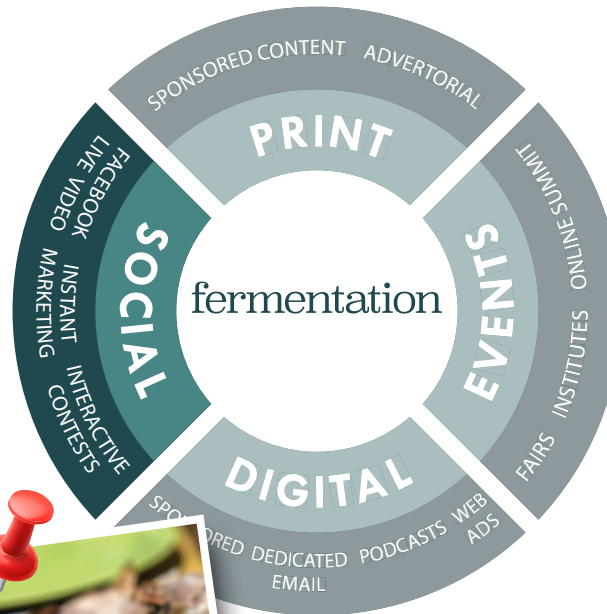 SPONSORED CONTENT ADVERTORIAL
PRINT
FACEBOOK
LIVE VIDEO
INSTANT
MARKETING
INTERACTIVE
CONTESTS
SOCIAL
fermentation
EVENTS
ONLINE SUMMIT
INSTITUTES
FAIRS
DIGITAL
DEDICATED
EMAIL
PODCASTS
WEB
ADS